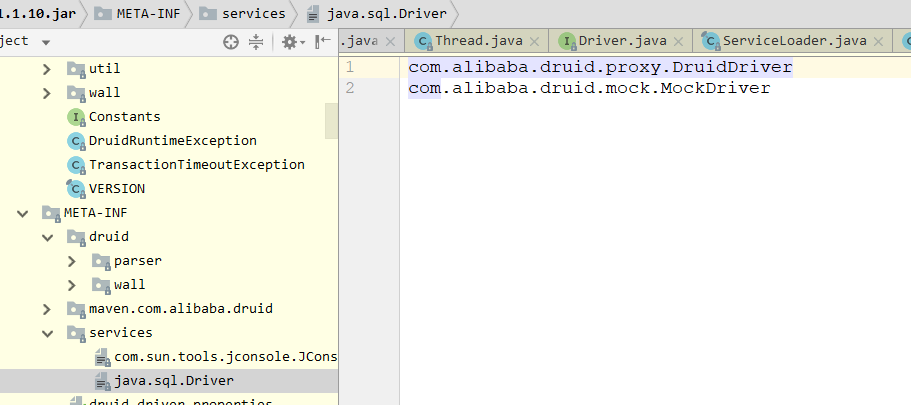 1.1.10.jar META-INF services java.sql.Driver
ject
.java Thread.java Driver.java ServiceLoader.java
util
wall
Constants
DruidRuntimeException
TransactionTimeoutException
VERSION
META-INF
druid
parser
wall
maven.com.alibaba.druid
services
com.sun.tools.jconsole.JCons
java.sql.Driver
druid-driver.properties
1 com.alibaba.druid.proxy.DruidDriver
2 com.alibaba.druid.mock.MockDriver